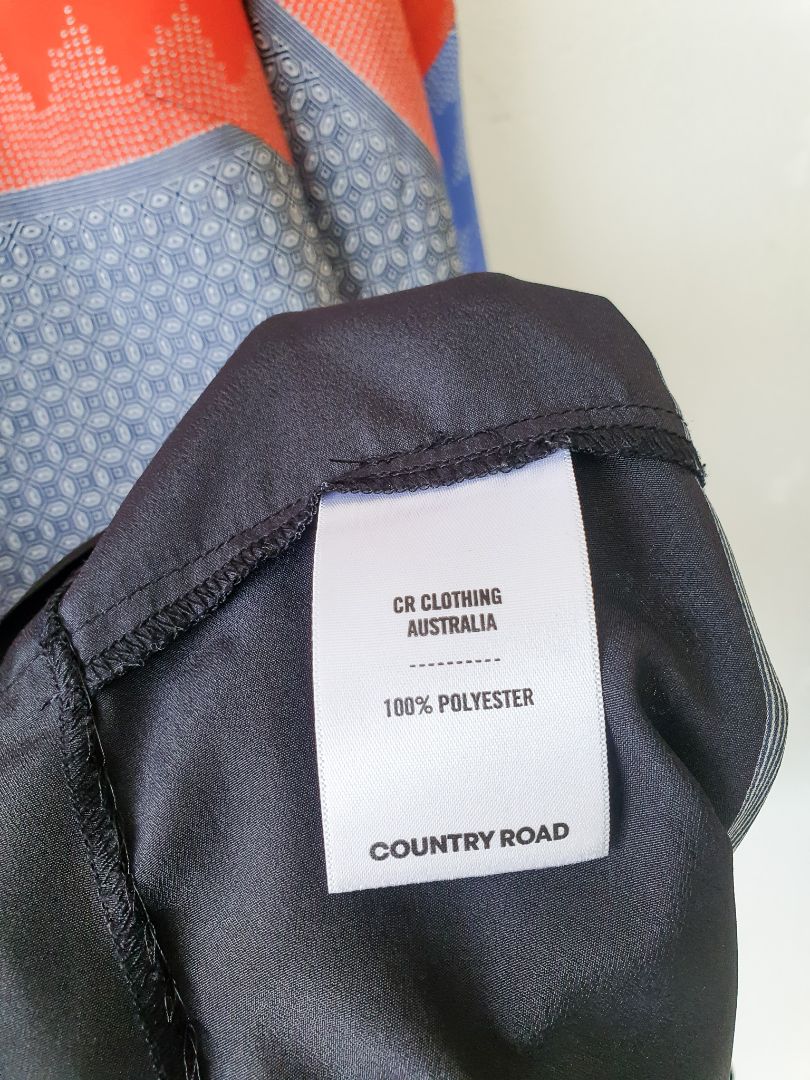 CR CLOTHING
AUSTRALIA
-----------
100% POLYESTER
COUNTRY ROAD